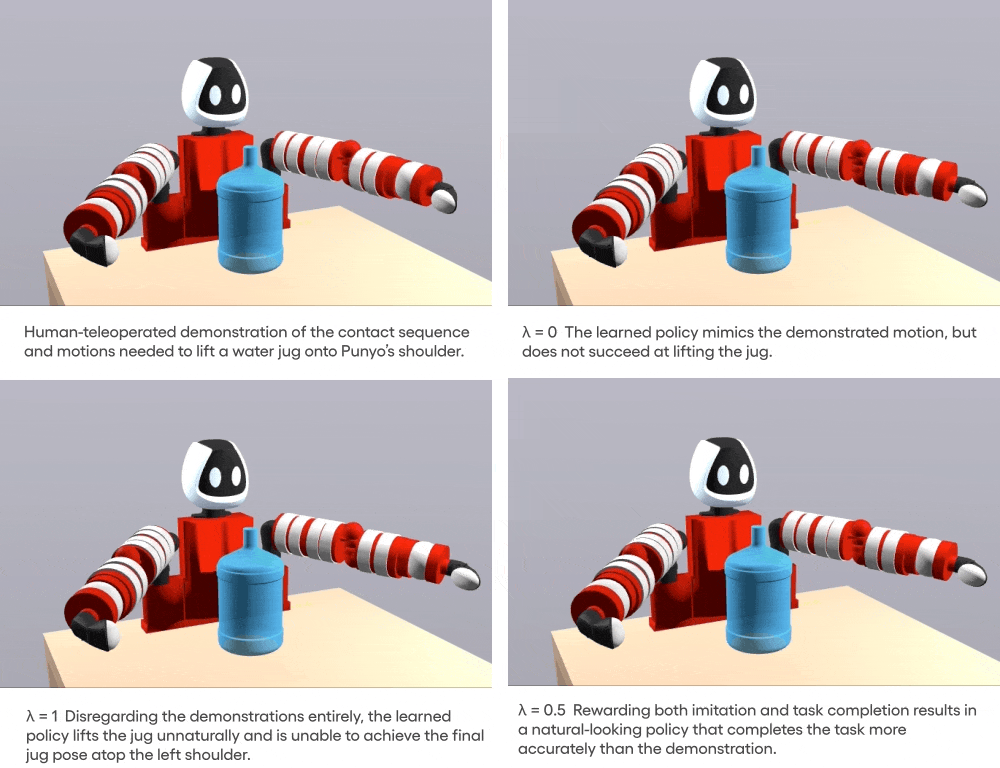 Human-teleoperated demonstration of the contact sequence
and motions needed to lift a water jug onto Punyo’s shoulder.
λ = 0 The learned policy mimics the demonstrated motion, but
does not succeed at lifting the jug.
λ = 1 Disregarding the demonstrations entirely, the learned
policy lifts the jug unnaturally and is unable to achieve the final
jug pose atop the left shoulder.
λ = 0.5 Rewarding both imitation and task completion results in
a natural-looking policy that completes the task more
accurately than the demonstration.